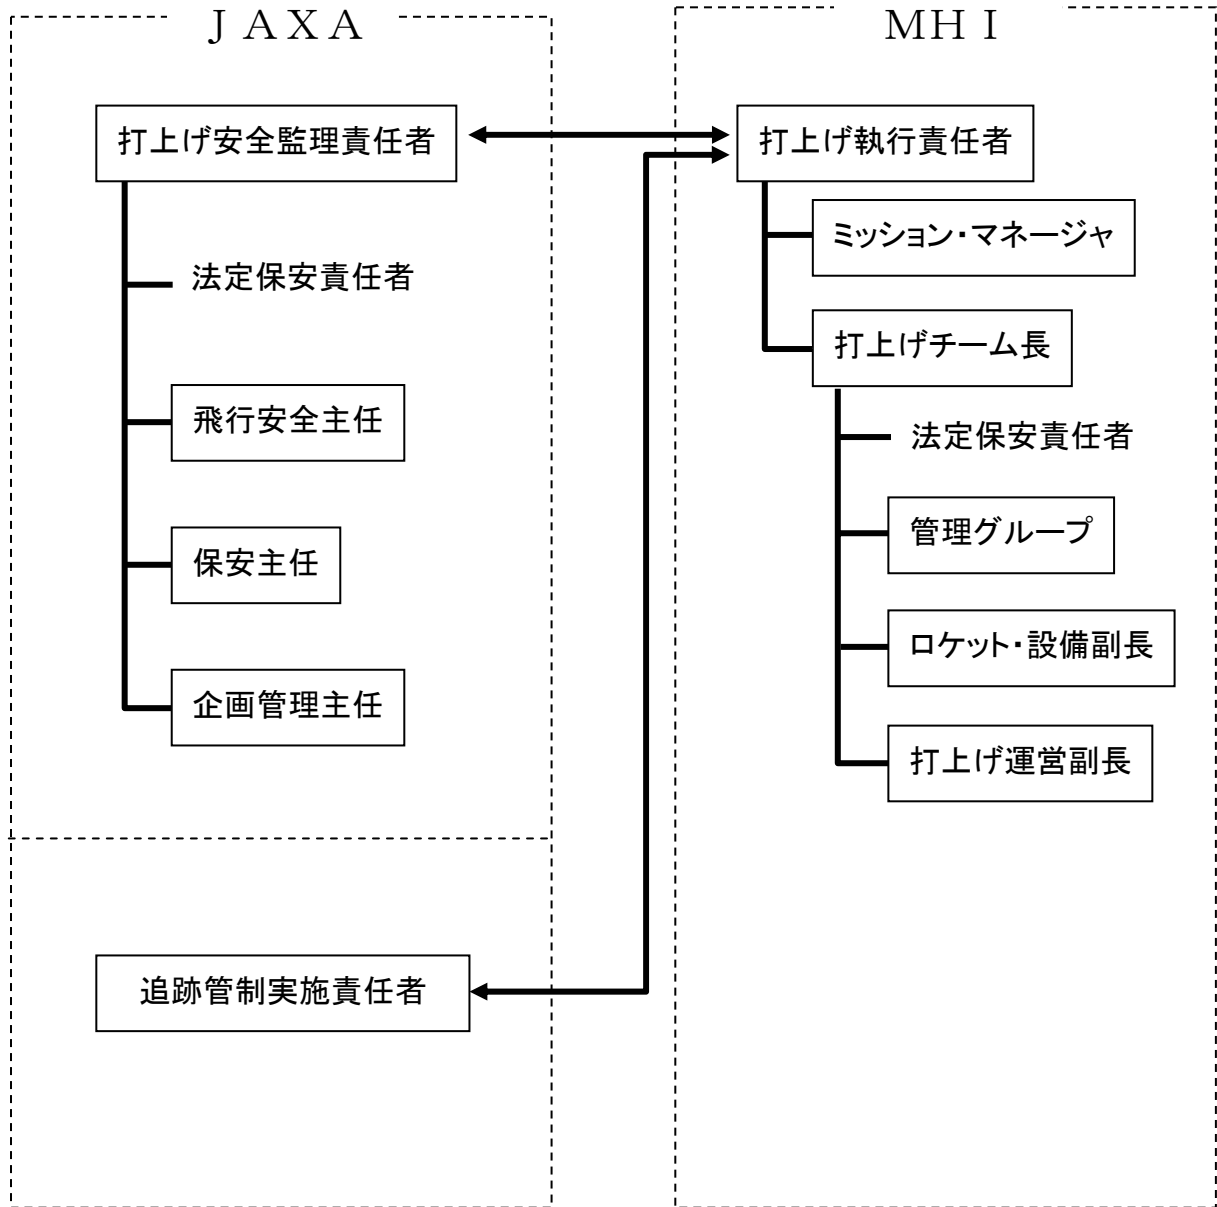 ＪＡＸＡ
打上げ安全監理責任者
法定保安責任者
飛行安全主任
保安主任
企画管理主任
追跡管制実施責任者
ＭＨＩ
打上げ執行責任者
ミッション・マネージャ
打上げチーム長
法定保安責任者
管理グループ
ロケット・設備副長
打上げ運営副長